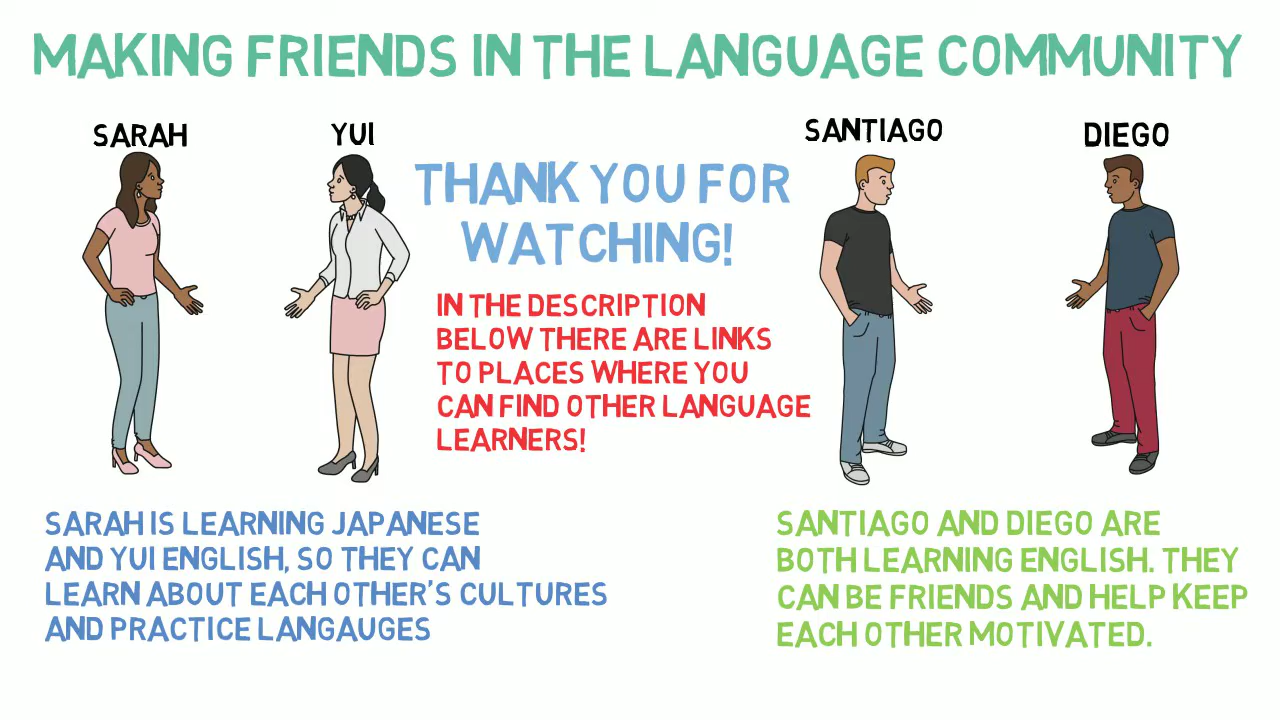 MAKING FRIENDS IN THE LANGUAGE COMMUNITY
SARAH
YUI
SANTIAGO
DIEGO
THANK YOU FOR
WATCHING!
IN THE DESCRIPTION
BELOW THERE ARE LINKS
TO PLACES WHERE YOU
CAN FIND OTHER LANGUAGE
LEARNERS!
SARAH IS LEARNING JAPANESE
AND YUI ENGLISH, SO THEY CAN
LEARN ABOUT EACH OTHER'S CULTURES
AND PRACTICE LANGAUGES
SANTIAGO AND DIEGO ARE
BOTH LEARNING ENGLISH. THEY
CAN BE FRIENDS AND HELP KEEP
EACH OTHER MOTIVATED.